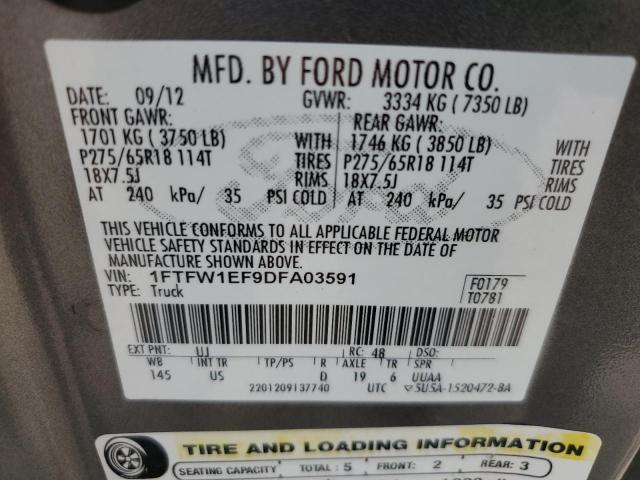 MFD. BY FORD MOTOR CO.
DATE: 09/12 GVWR: 3334 KG ( 7350 LB)
FRONT GAWR: REAR GAWR:
1701 KG ( 3750 LB) WITH 1746 KG ( 3850 LB) WITH
P275/65R18 114T TIRES P275/65R18 114T TIRES
18X7.5J RIMS 18X7.5J RIMS
AT 240 kPa/ 35 PSI COLD AT 240 kPa/ 35 PSI COLD
Ford
THIS VEHICLE CONFORMS TO ALL APPLICABLE FEDERAL MOTOR
VEHICLE SAFETY STANDARDS IN EFFECT ON THE DATE OF
MANUFACTURE SHOWN ABOVE.
VIN: 1FTFW1EF9DFA03591 F0179
TYPE: Truck T0781
EXT PNT: UJ RC: 48 DSO:
WB INT TR TP/PS R AXLE TR SPR
145 US D 19 6 UUAA
2201209137740 UTC 5U5A-1520472-BA
TIRE AND LOADING INFORMATION
SEATING CAPACITY TOTAL : 5 FRONT: 2 REAR: 3